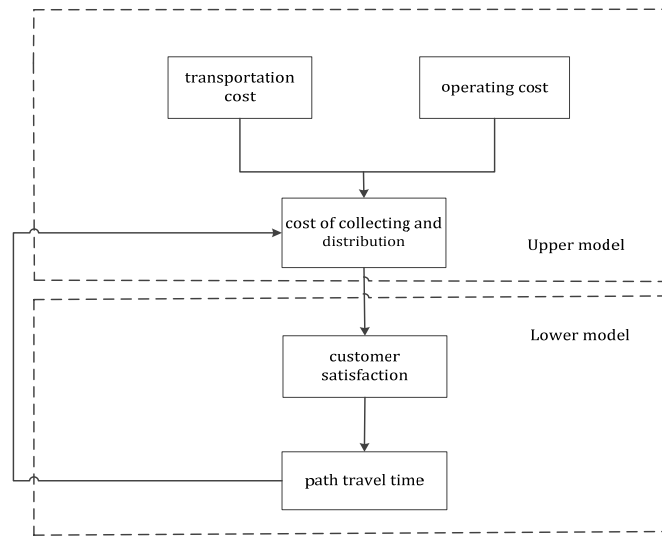 transportation
cost
operating cost
cost of collecting and
distribution
Upper model
Lower model
customer
satisfaction
path travel time